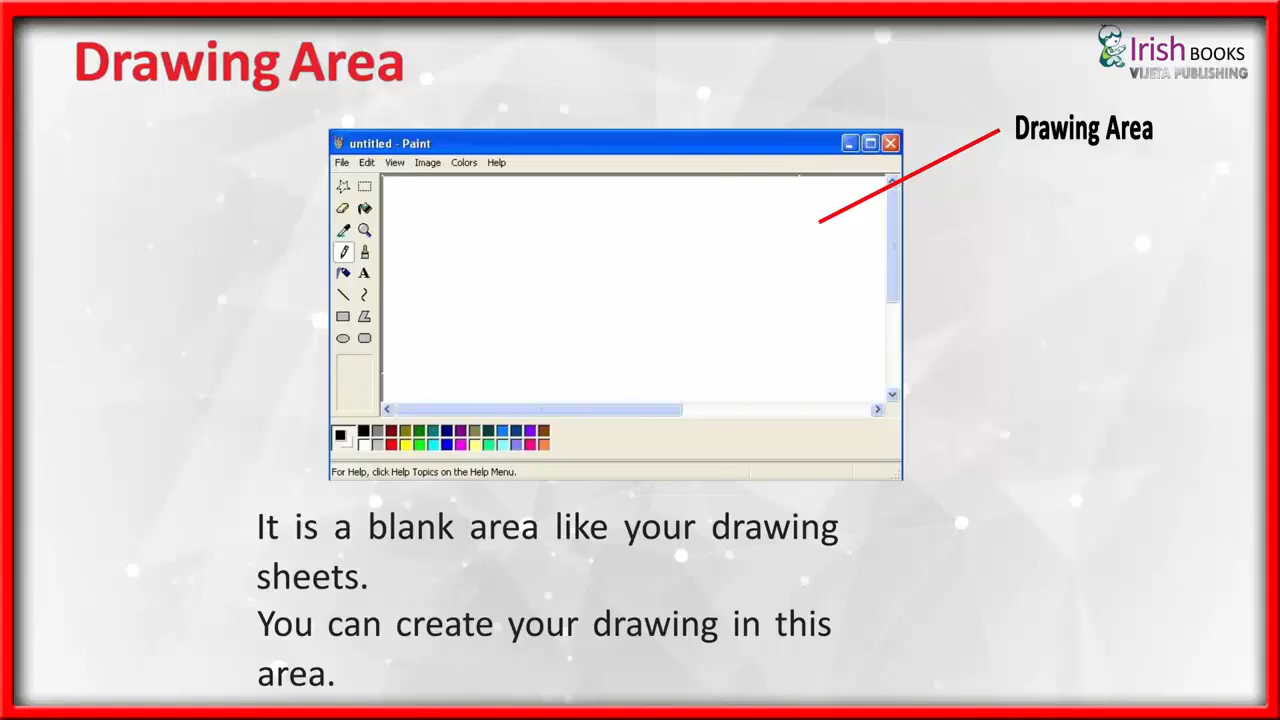 Drawing Area
Irish BOOKS
VIJETA PUBLISHING
Drawing Area
untitled - Paint
File Edit View Image Colors Help
A
For Help, click Help Topics on the Help Menu.
It is a blank area like your drawing
sheets.
You can create your drawing in this
area.